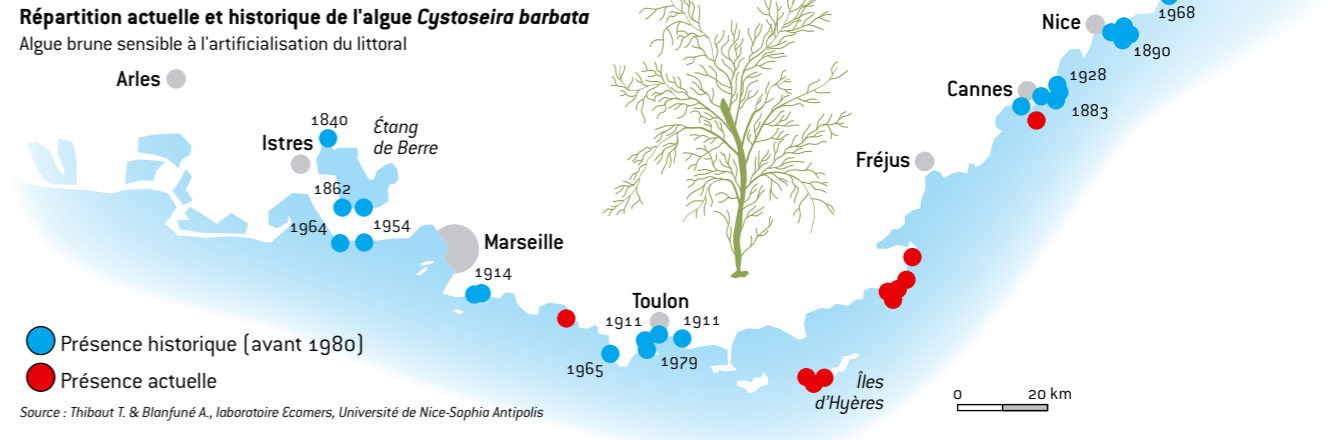 Répartition actuelle et historique de l'algue Cystoseira barbata
Algue brune sensible à l'artificialisation du littoral
Nice
1968
1890
Arles
Cannes
1928
1883
1840
Étang
de Berre
Istres
Fréjus
1862
1964
1954
Marseille
1914
Toulon
1911
1911
1965
1979
Présence historique (avant 1980)
Présence actuelle
Îles
d'Hyères
0
20 km
Source : Thibaut T. & Blanfuné A., laboratoire Ecomers, Université de Nice-Sophia Antipolis